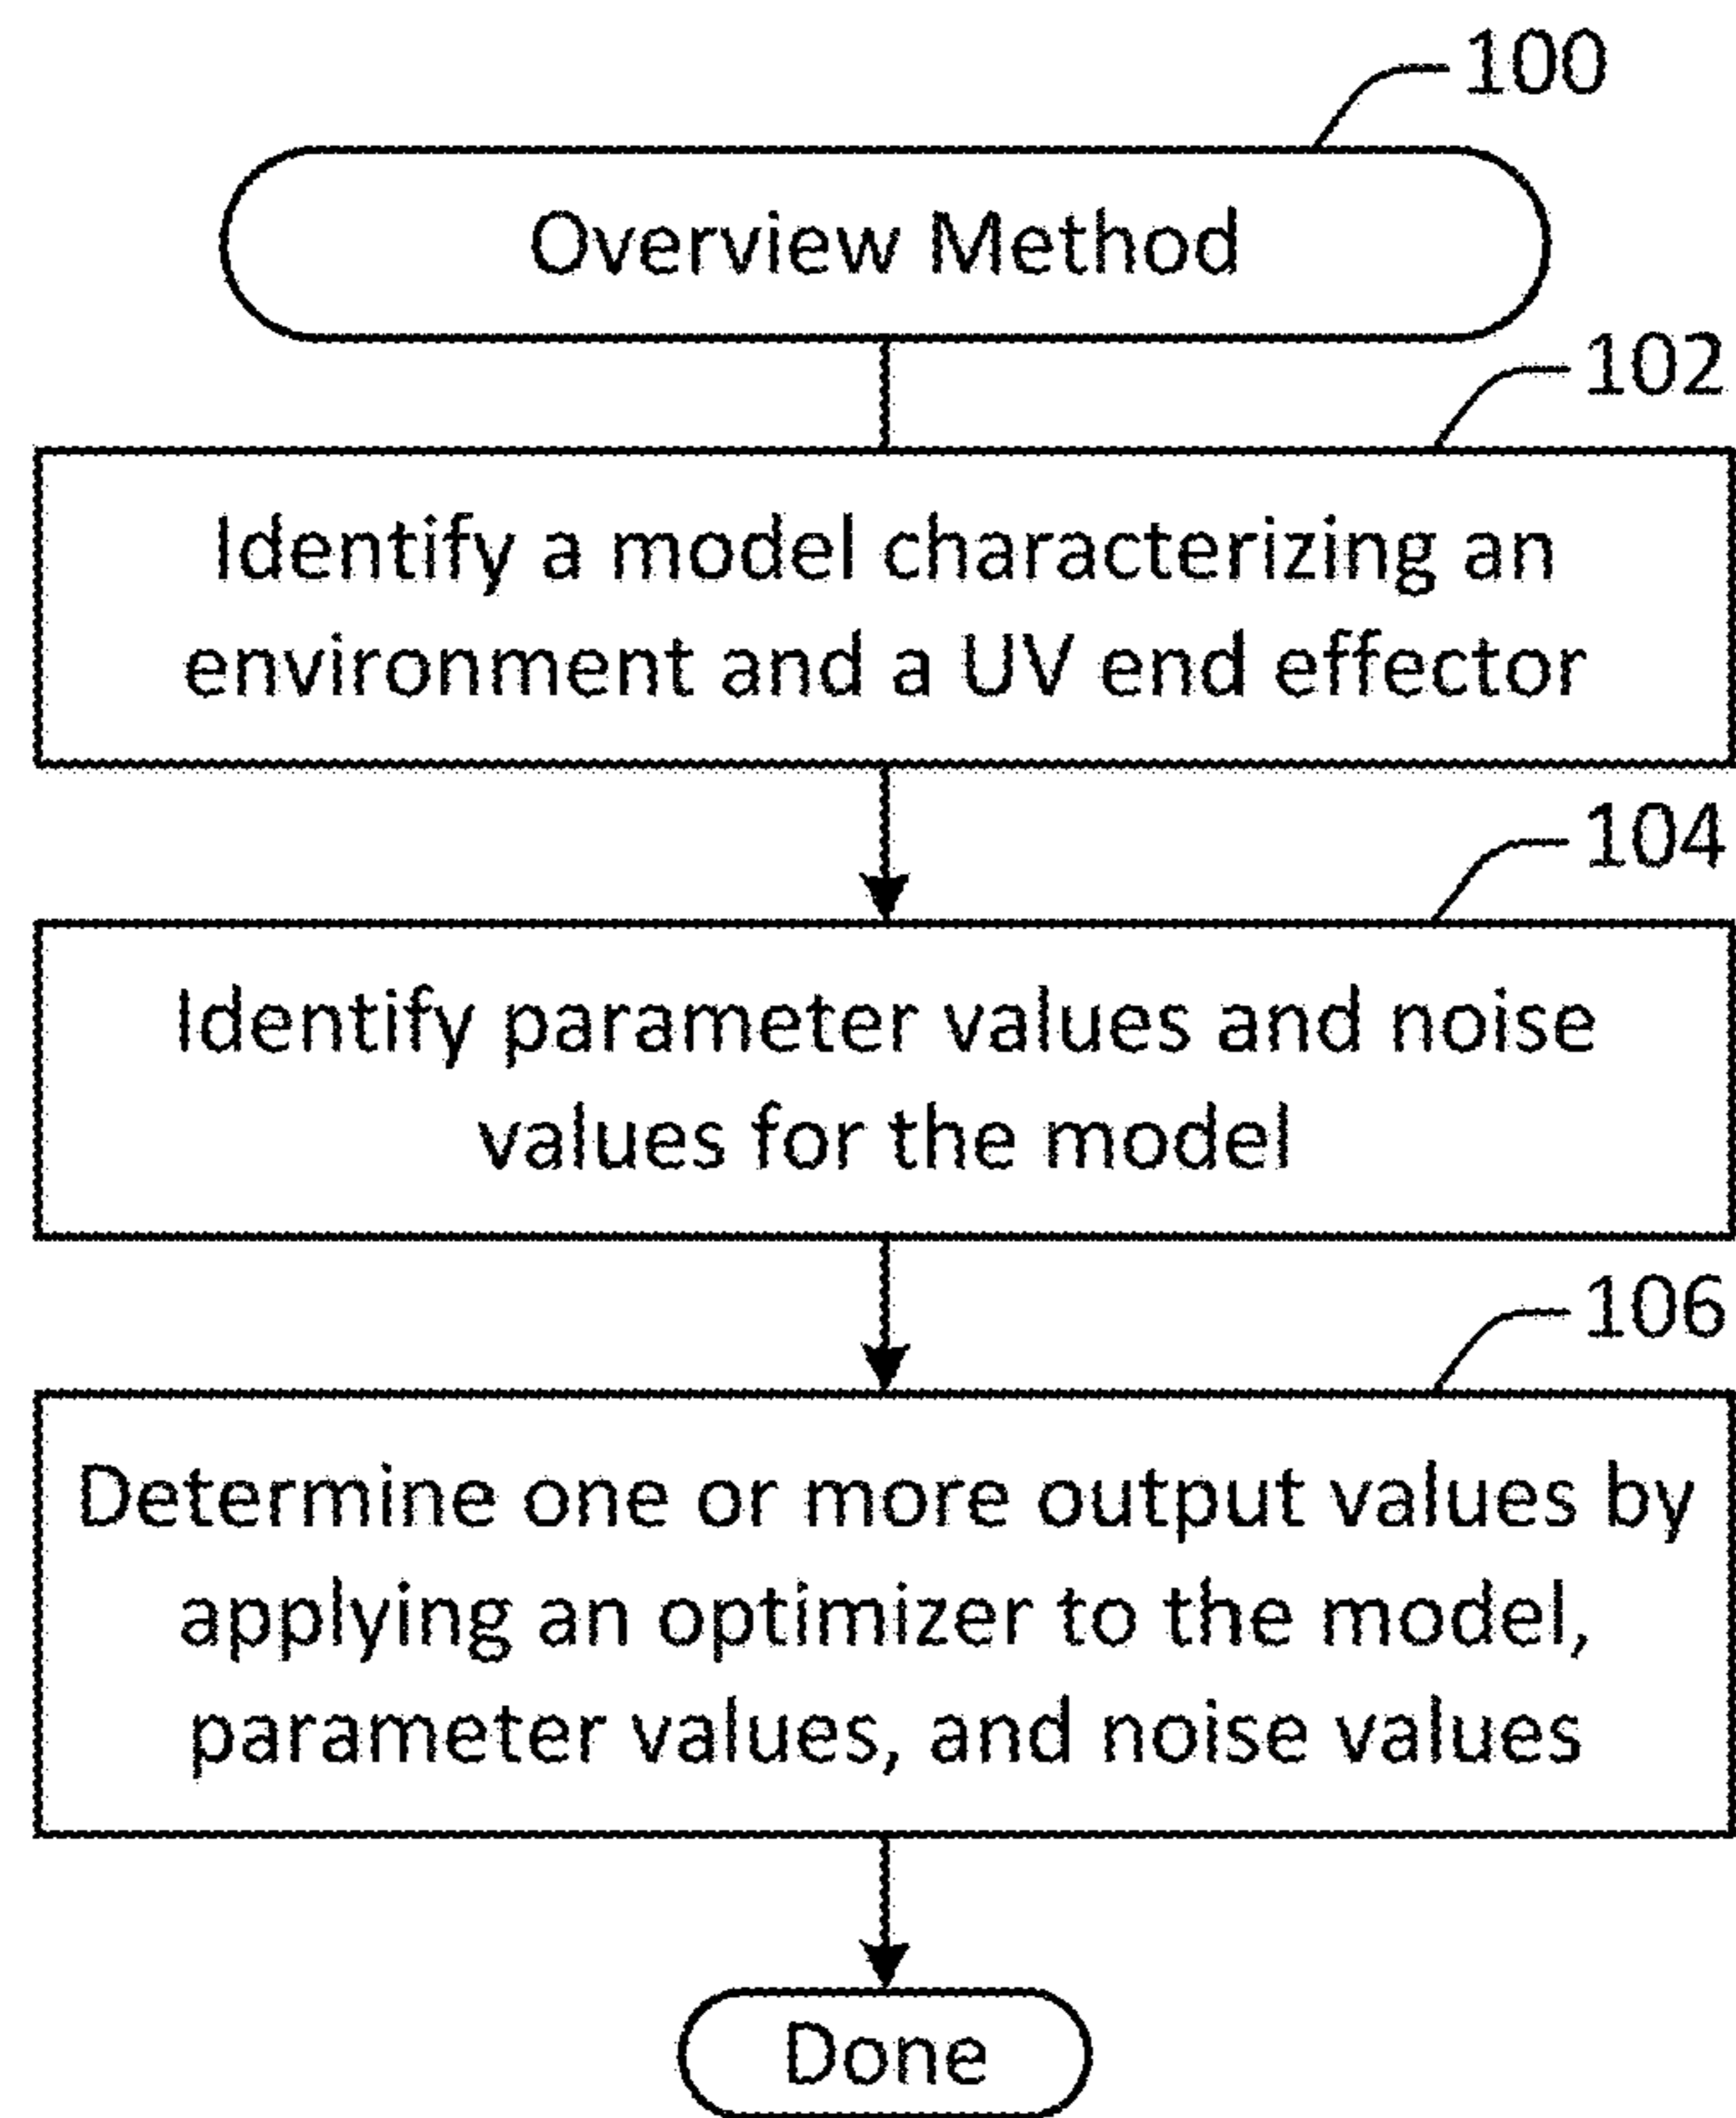 100
Overview Method
102
Identify a model characterizing an
environment and a UV end effector
104
Identify parameter values and noise
values for the model
106
Determine one or more output values by
applying an optimizer to the model,
parameter values, and noise values
Done